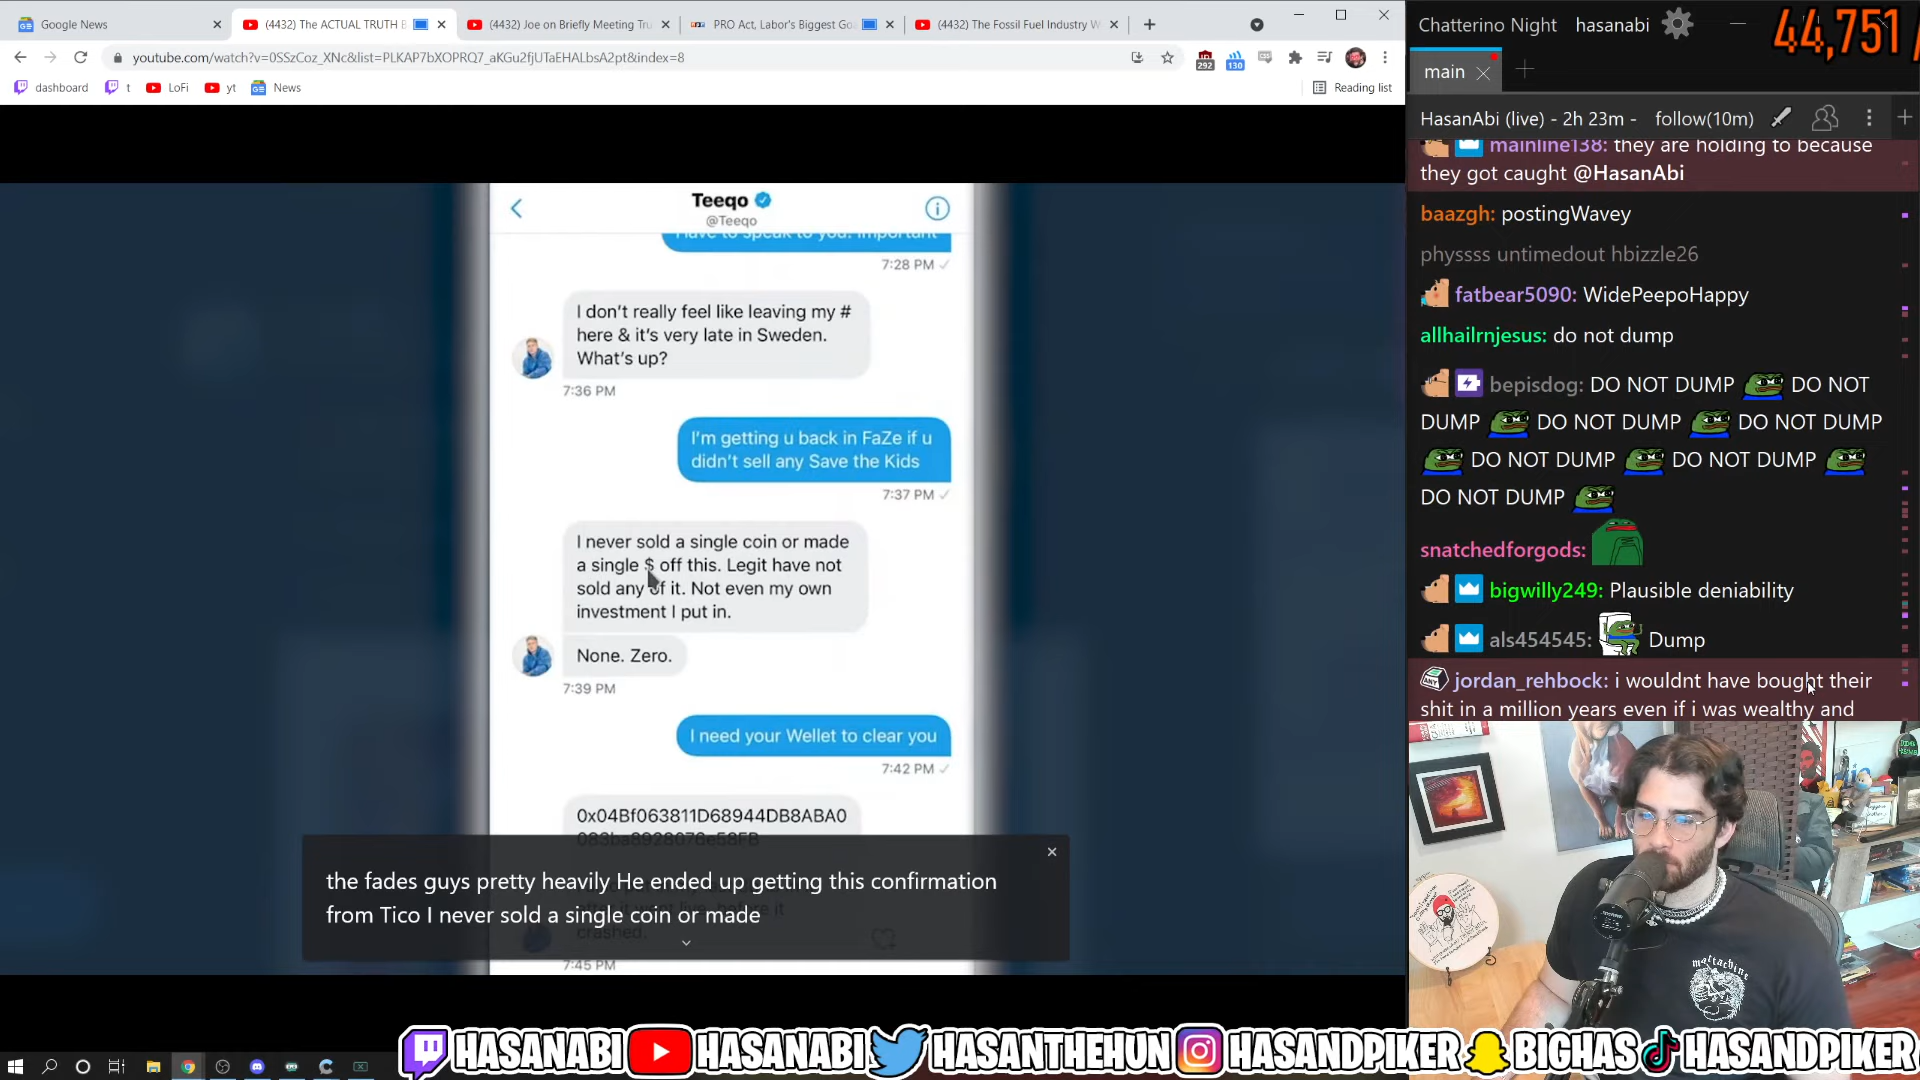 Google News
(4432) The ACTUAL TRUTH B
(4432) Joe on Briefly Meeting Tru
PRO Act, Labor's Biggest Go
(4432) The Fossil Fuel Industry W
youtube.com/watch?v=0SSzCoz_XNc&list=PLKAP7bXOPRQ7_aKGu2fjUTaEHALbsA2pt&index=8
292
130
dashboard
t
LoFi
yt
News
Reading list
Teeqo
@Teeqo
Have to speak to you. Important
7:28 PM
I don't really feel like leaving my #
here & it's very late in Sweden.
What's up?
7:36 PM
I'm getting u back in FaZe if u
didn't sell any Save the Kids
7:37 PM
I never sold a single coin or made
a single $ off this. Legit have not
sold any of it. Not even my own
investment I put in.
None. Zero.
7:39 PM
I need your Wellet to clear you
7:42 PM
0x04Bf063811D68944DB8ABA0
the fades guys pretty heavily He ended up getting this confirmation
from Tico I never sold a single coin or made
crashed.
7:45 PM
Chatterino Night
hasanabi
44,751 /
main
HasanAbi (live) - 2h 23m -
follow(10m)
mainline138: they are holding to because
they got caught @HasanAbi
baazgh: postingWavey
physsss untimedout hbizzle26
fatbear5090: WidePeepoHappy
allhailrnjesus: do not dump
bepisdog: DO NOT DUMP DO NOT
DUMP DO NOT DUMP DO NOT DUMP
DO NOT DUMP DO NOT DUMP
DO NOT DUMP
snatchedforgods:
bigwilly249: Plausible deniability
als454545: Dump
jordan_rehbock: i wouldnt have bought their
shit in a million years even if i was wealthy and
HASANABI
HASANABI
HASANTHEHUN
HASANDPIKER
BIGHAS
HASANDPIKER